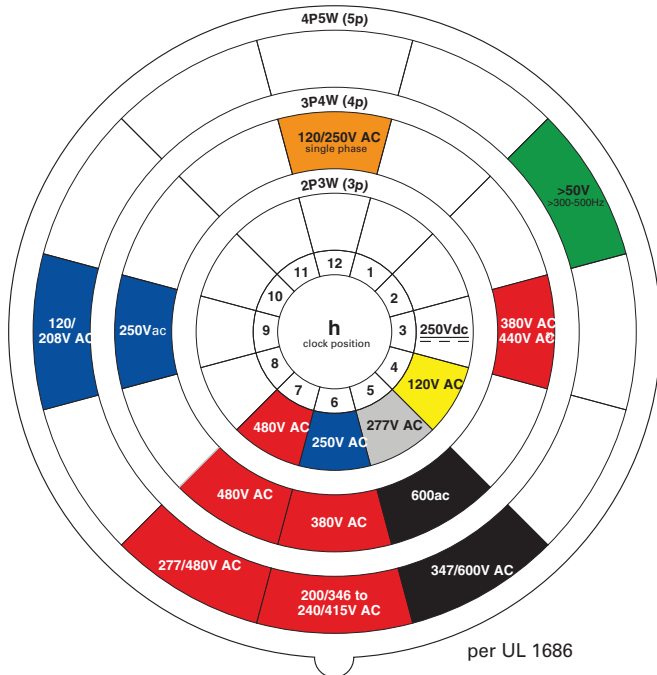 4P5W (5p)
3P4W (4p)
120/250V AC
single phase
2P3W (3p)
>50V
>300-500Hz
12
11
1
10
2
9
3
8
4
7
5
6
h
clock position
120/
208V AC
250Vac
250Vdc
380V AC
440V AC
120V AC
277V AC
250V AC
480V AC
480V AC
380V AC
600ac
277/480V AC
200/346 to
240/415V AC
347/600V AC
per UL 1686